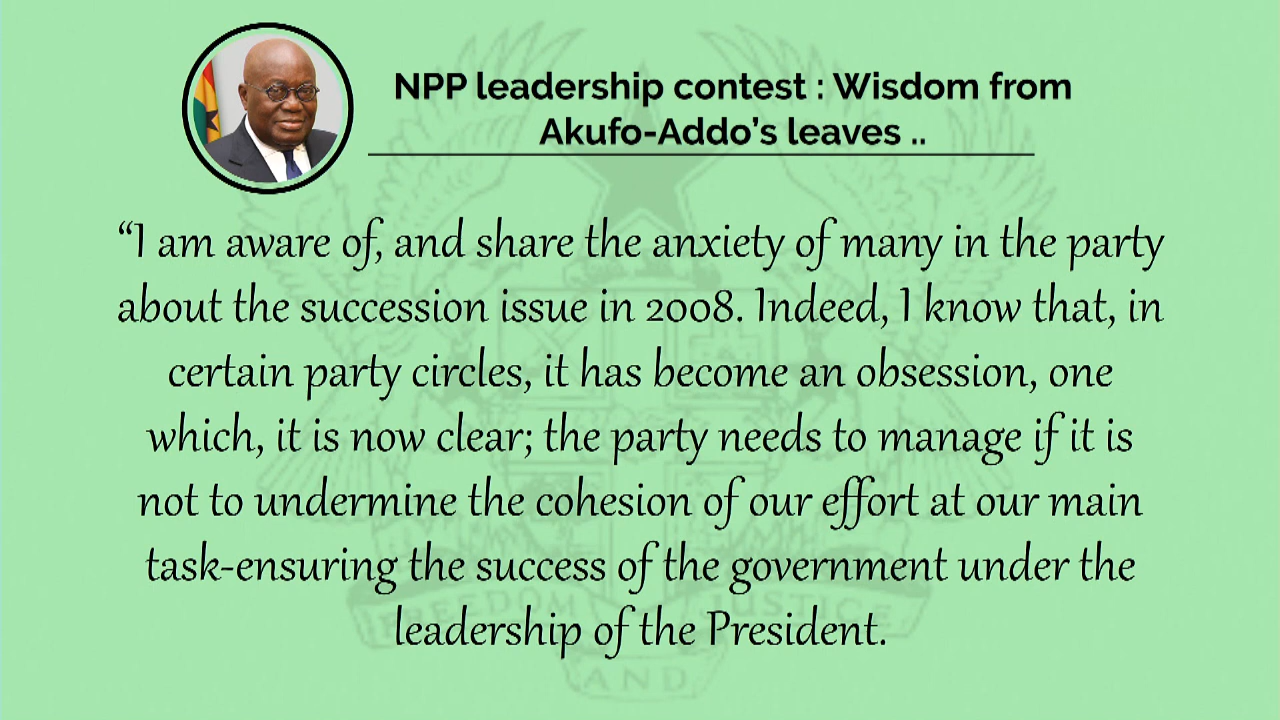 NPP leadership contest : Wisdom from
Akufo-Addo’s leaves ..
“I am aware of, and share the anxiety of many in the party
about the succession issue in 2008. Indeed, I know that, in
certain party circles, it has become an obsession, one
which, it is now clear; the party needs to manage if it is
not to undermine the cohesion of our effort at our main
task-ensuring the success of the government under the
leadership of the President.
FREEDOM JUSTICE
AND